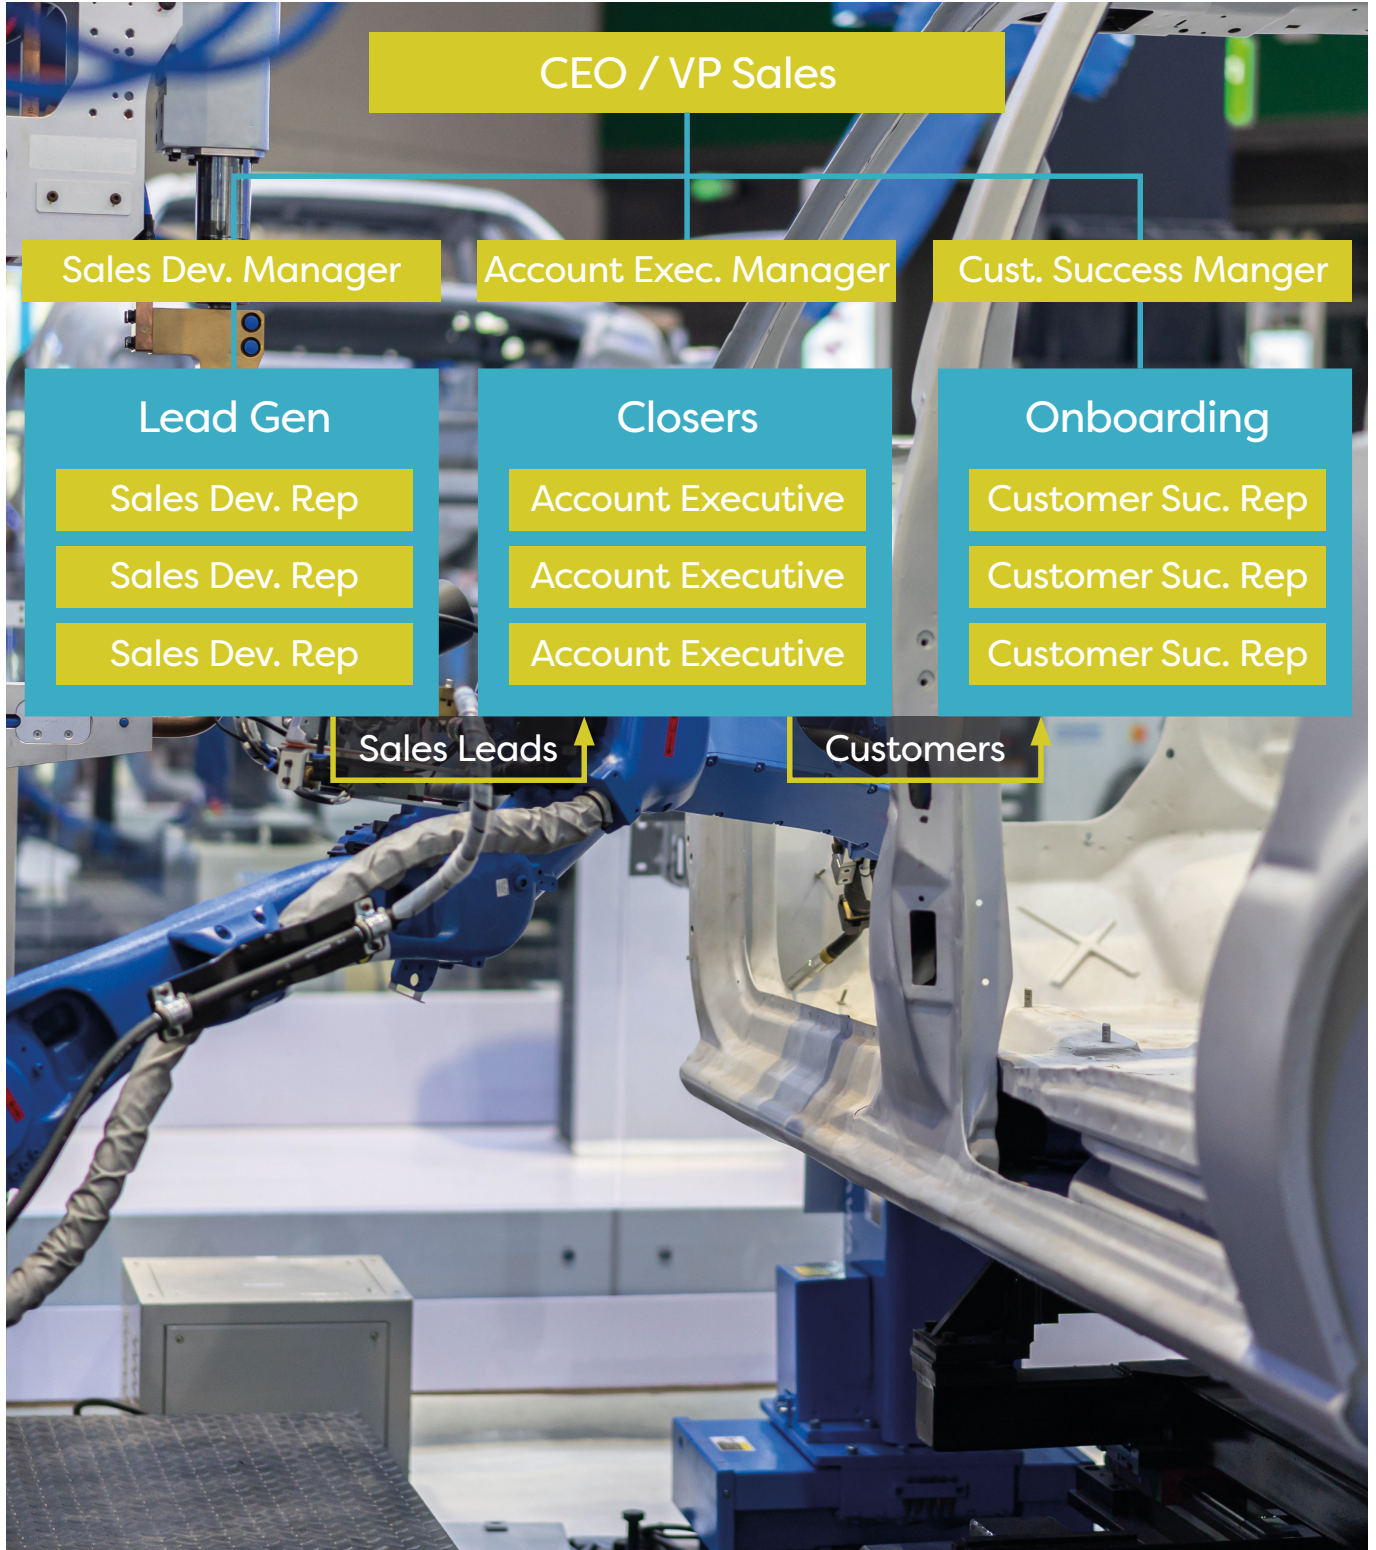 CEO / VP Sales
Sales Dev. Manager
Account Exec. Manager
Cust. Success Manger
Lead Gen
Sales Dev. Rep
Sales Dev. Rep
Sales Dev. Rep
Closers
Account Executive
Account Executive
Account Executive
Onboarding
Customer Suc. Rep
Customer Suc. Rep
Customer Suc. Rep
Sales Leads
Customers